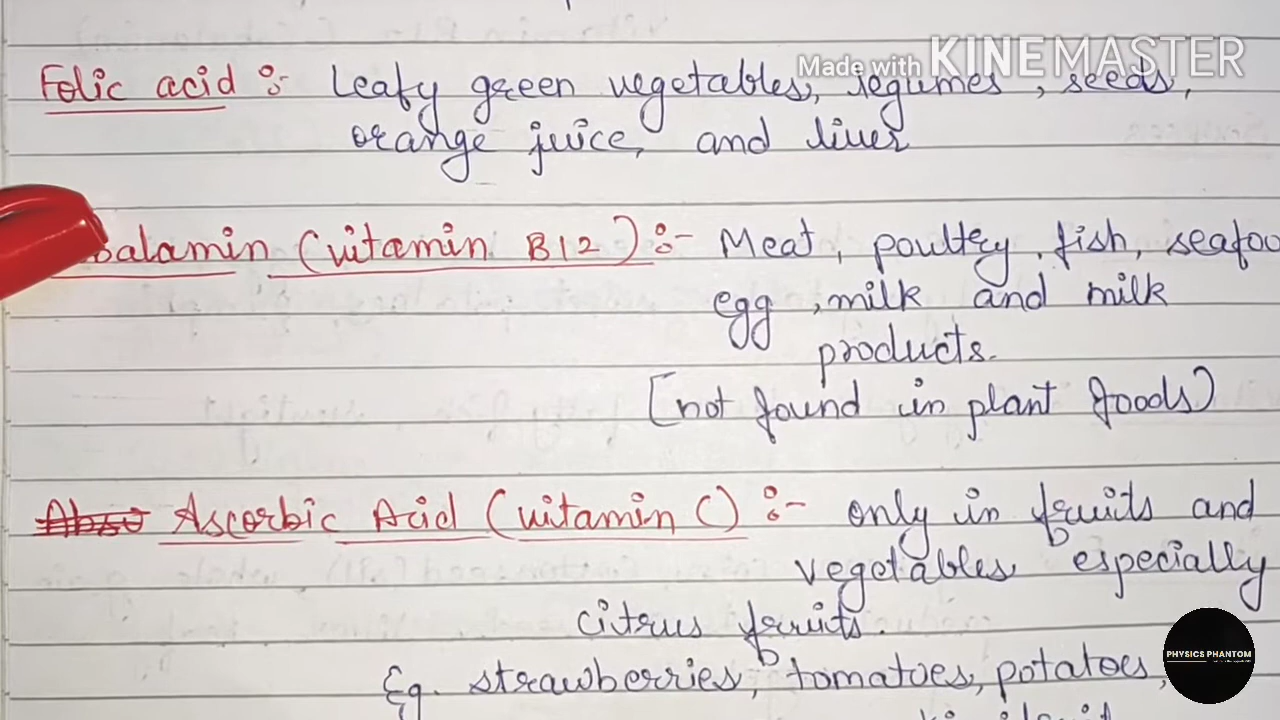 Made with KINEMASTER
Folic acid :- Leafy green vegetables, legumes, seeds,
orange juice, and liver
balamin (vitamin B12) :- Meat, poultry, fish, seafoo
egg, milk and milk
products.
[not found in plant foods)
Ascorbic Acid (vitamin C) :- only in fruits and
vegetables especially
citrus fruits.
Eg. strawberries, tomatoes, potatoes,
PHYSICS PHANTOM